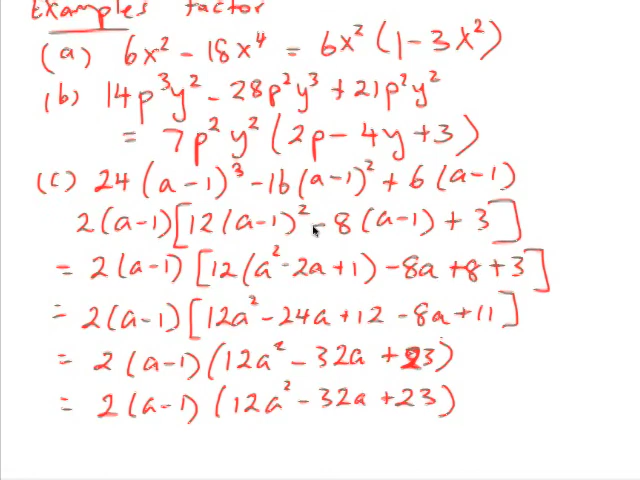 Examples factor
(a) 6x² - 18x⁴ = 6x² (1 - 3x²)
(b) 14p³y² - 28p²y³ + 21p²y²
= 7p²y² (2p - 4y + 3)
(c) 24(a-1)³ - 16(a-1)² + 6(a-1)
2(a-1)[12(a-1)² - 8(a-1) + 3]
= 2(a-1) [12(a² - 2a + 1) - 8a + 8 + 3]
= 2(a-1)[12a² - 24a + 12 - 8a + 11]
= 2(a-1)(12a² - 32a + 23)
= 2(a-1)(12a² - 32a + 23)